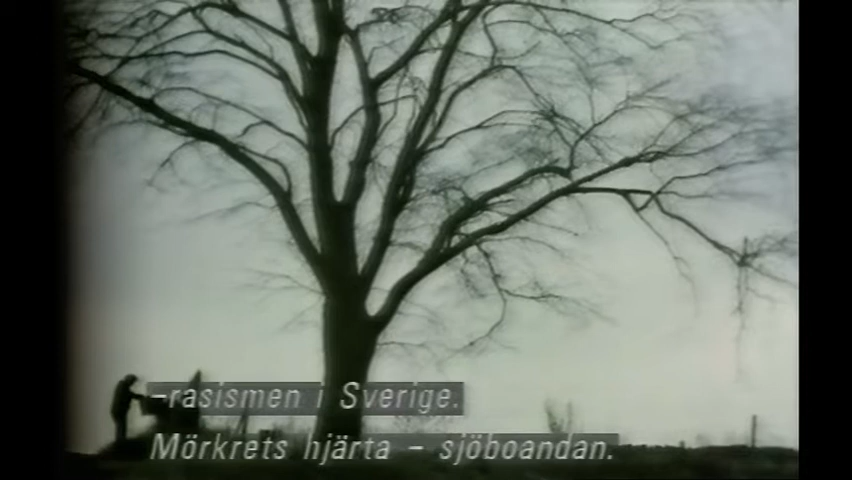 –rasismen i Sverige.
Mörkrets hjärta – sjöboandan.